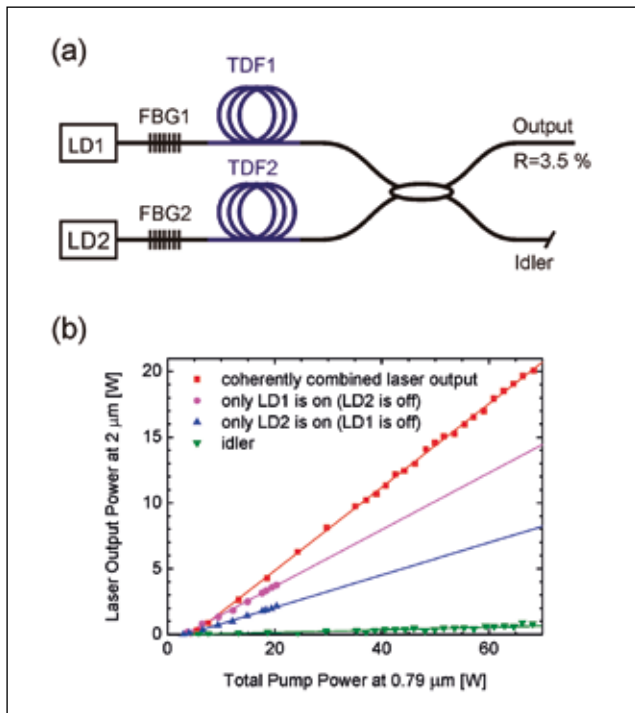 (a)
TDF1
FBG1
LD1
Output
R=3.5 %
TDF2
FBG2
LD2
Idler
(b)
coherently combined laser output
only LD1 is on (LD2 is off)
only LD2 is on (LD1 is off)
idler
Laser Output Power at 2 μm [W]
20
15
10
5
0
0 20 40 60
Total Pump Power at 0.79 μm [W]